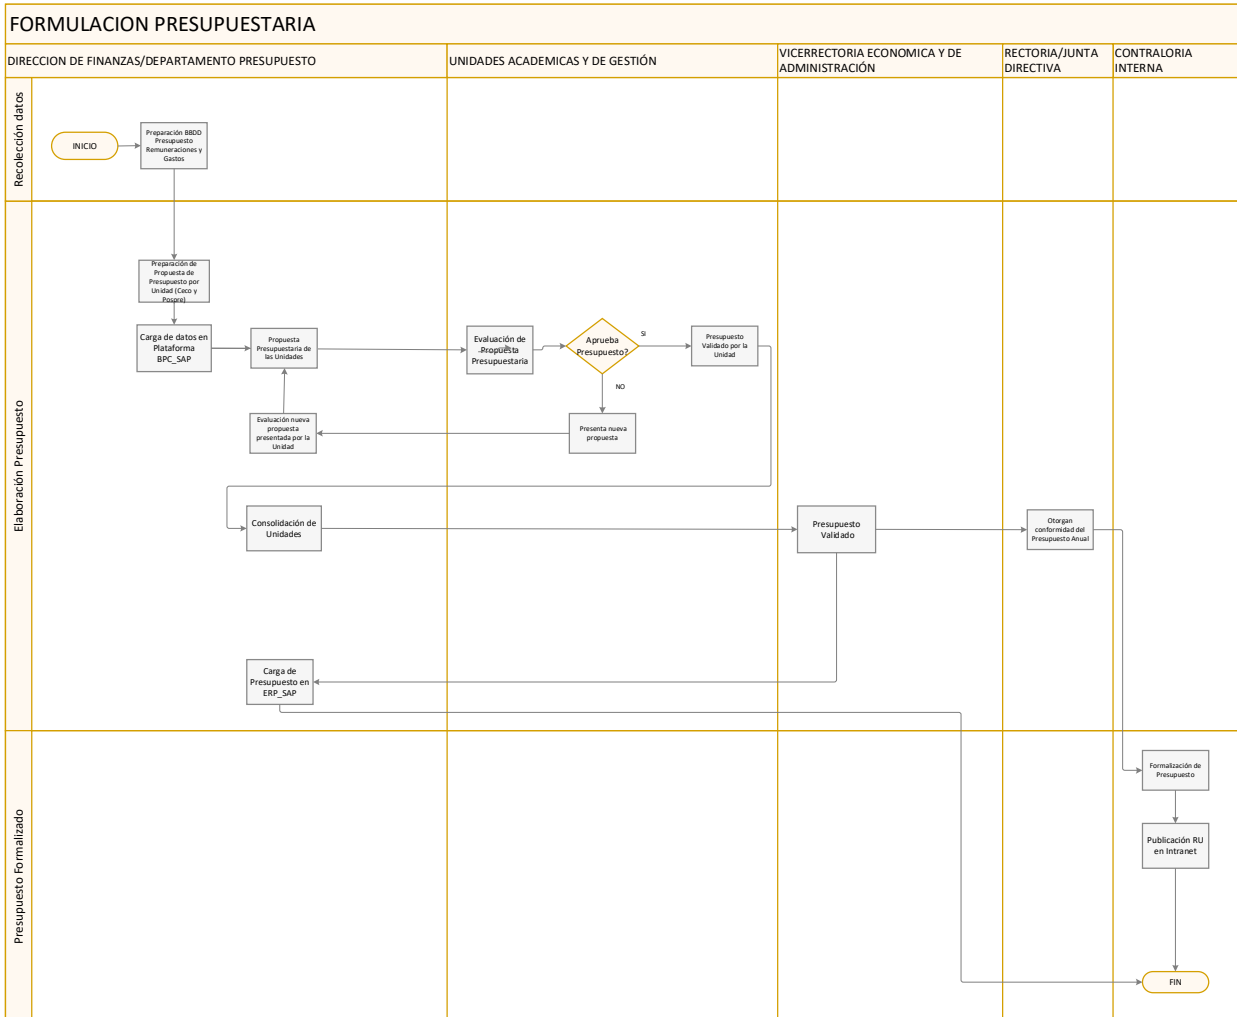 FORMULACION PRESUPUESTARIA
DIRECCION DE FINANZAS/DEPARTAMENTO PRESUPUESTO
UNIDADES ACADEMICAS Y DE GESTIÓN
VICERRECTORIA ECONOMICA Y DE
ADMINISTRACIÓN
RECTORIA/JUNTA
DIRECTIVA
CONTRALORIA
INTERNA
Recolección datos
INICIO
Preparación BBDD
Presupuesto
Remuneraciones y
Gastos
Elaboración Presupuesto
Preparación de
Propuesta de
Presupuesto por
Unidad (Ceco y
Pospre)
Carga de datos en
Plataforma
BPC_SAP
Propuesta
Presupuestaria de
las Unidades
Evaluación de
Propuesta
Presupuestaria
Aprueba
Presupuesto?
SI
Presupuesto
Validado por la
Unidad
NO
Evaluación nueva
propuesta
presentada por la
Unidad
Presenta nueva
propuesta
Consolidación de
Unidades
Presupuesto
Validado
Otorgan
conformidad del
Presupuesto Anual
Carga de
Presupuesto en
ERP_SAP
Presupuesto Formalizado
Formalización de
Presupuesto
Publicación RU
en Intranet
FIN